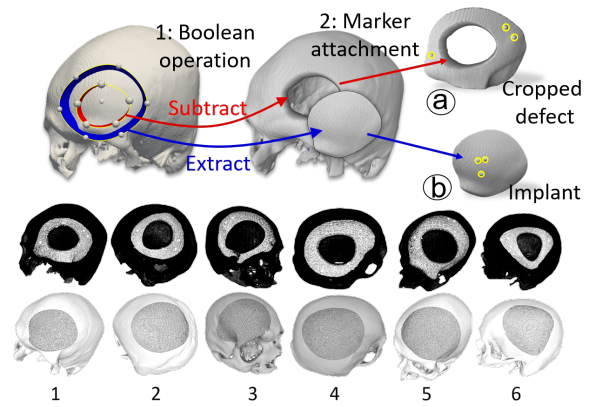 1: Boolean
operation
2: Marker
attachment
Subtract
Extract
a
Cropped
defect
b
Implant
1 2 3 4 5 6